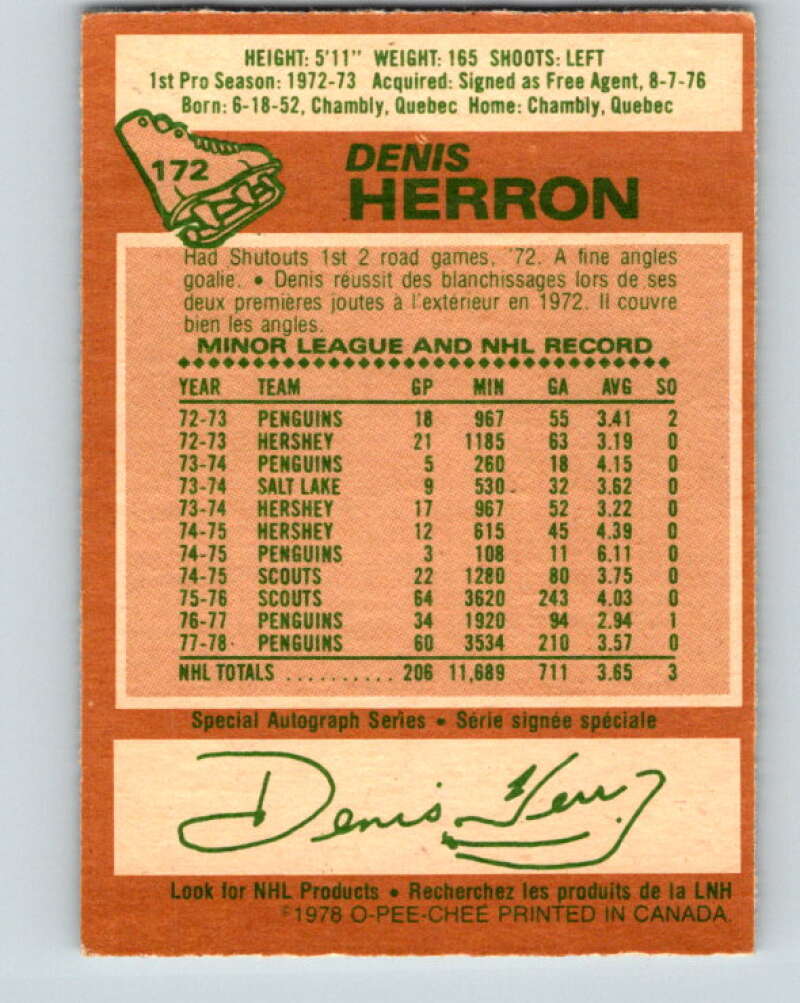 HEIGHT: 5'11" WEIGHT: 165 SHOOTS: LEFT
1st Pro Season: 1972-73 Acquired: Signed as Free Agent, 8-7-76
Born: 6-18-52, Chambly, Quebec Home: Chambly, Quebec
172
DENIS
HERRON
Had Shutouts 1st 2 road games, '72. A fine angles
goalie. • Denis réussit des blanchissages lors de ses
deux premières joutes à l'extérieur en 1972. Il couvre
bien les angles.
MINOR LEAGUE AND NHL RECORD
YEAR TEAM GP MIN GA AVG SO
72-73 PENGUINS 18 967 55 3.41 2
72-73 HERSHEY 21 1185 63 3.19 0
73-74 PENGUINS 5 260 18 4.15 0
73-74 SALT LAKE 9 530 32 3.62 0
73-74 HERSHEY 17 967 52 3.22 0
74-75 HERSHEY 12 615 45 4.39 0
74-75 PENGUINS 3 108 11 6.11 0
74-75 SCOUTS 22 1280 80 3.75 0
75-76 SCOUTS 64 3620 243 4.03 0
76-77 PENGUINS 34 1920 94 2.94 1
77-78 PENGUINS 60 3534 210 3.57 0
NHL TOTALS .......... 206 11,689 711 3.65 3
Special Autograph Series • Série signée spéciale
Denis Herron
Look for NHL Products • Recherchez les produits de la LNH
©1978 O-PEE-CHEE PRINTED IN CANADA.